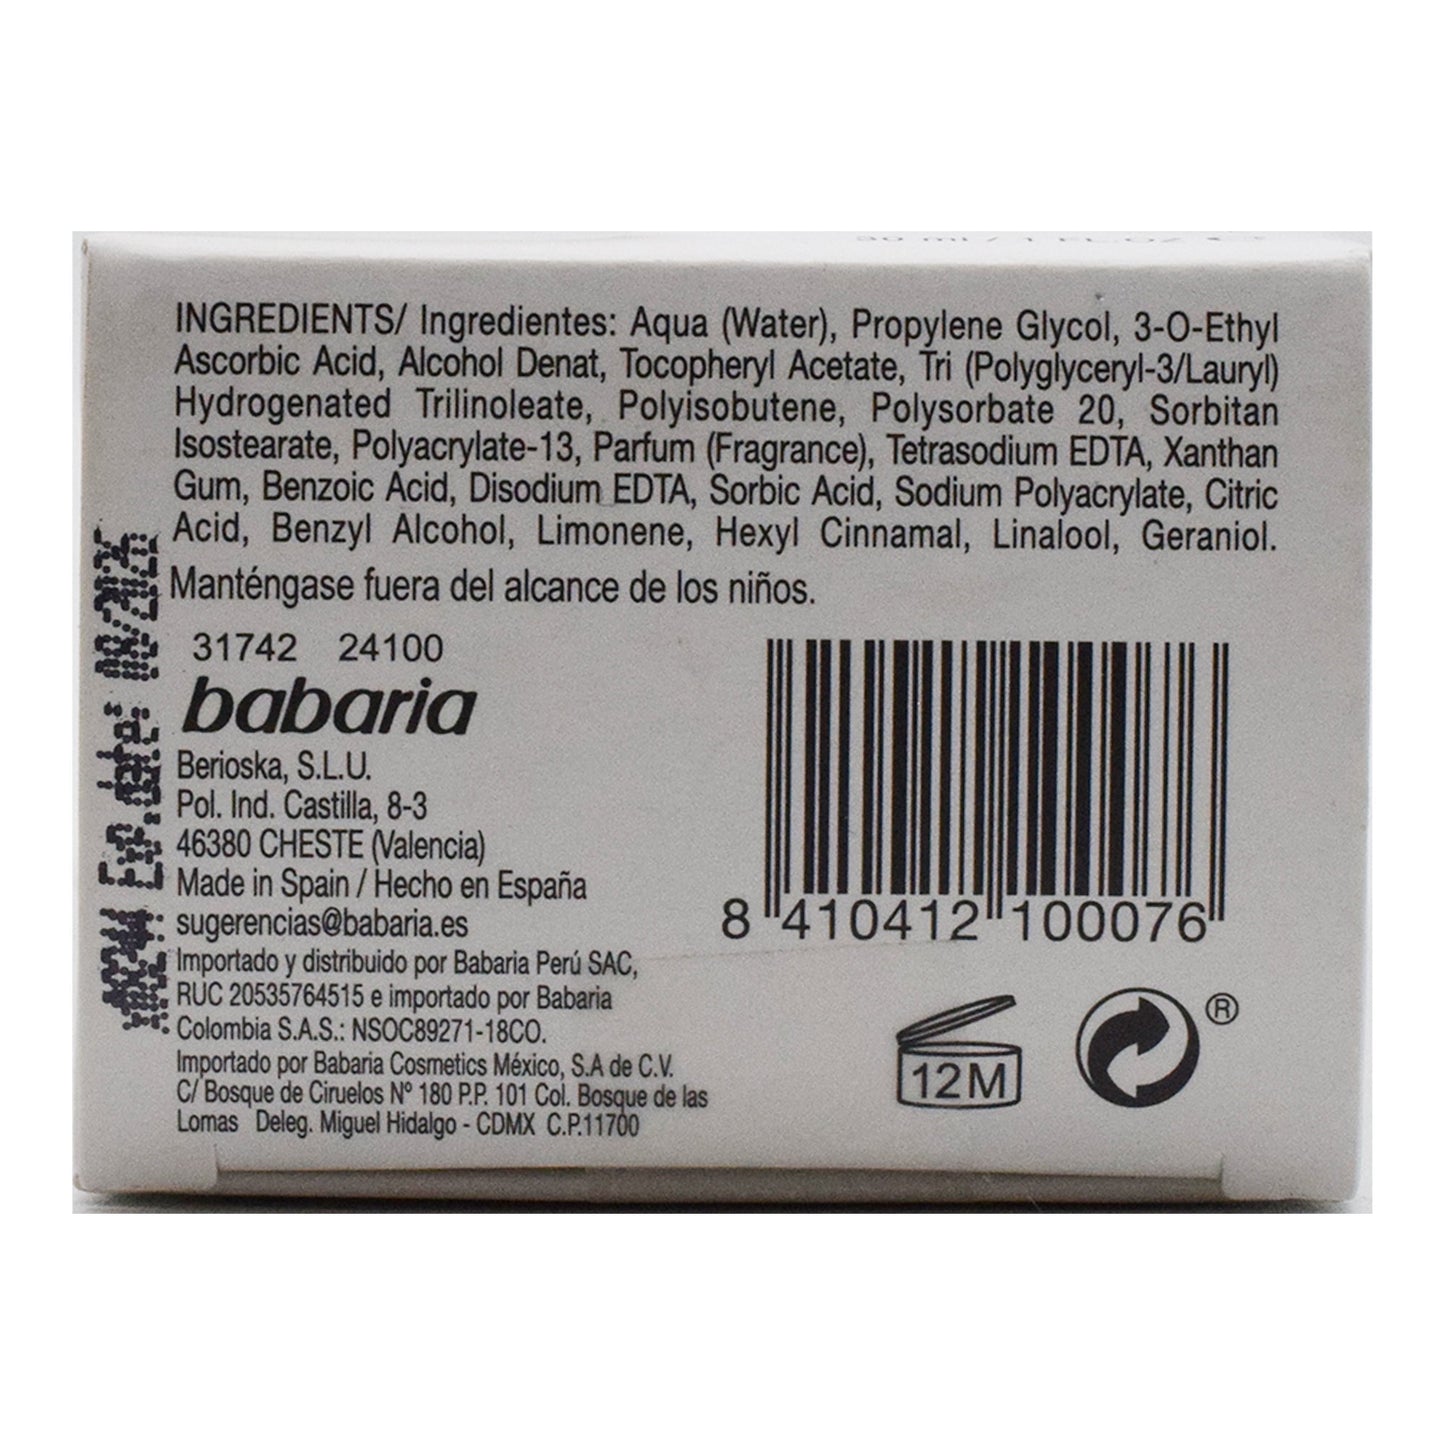 INGREDIENTS/ Ingredientes: Aqua (Water), Propylene Glycol, 3-O-Ethyl
Ascorbic Acid, Alcohol Denat, Tocopheryl Acetate, Tri (Polyglyceryl-3/Lauryl)
Hydrogenated Trilinoleate, Polyisobutene, Polysorbate 20, Sorbitan
Isostearate, Polyacrylate-13, Parfum (Fragrance), Tetrasodium EDTA, Xanthan
Gum, Benzoic Acid, Disodium EDTA, Sorbic Acid, Sodium Polyacrylate, Citric
Acid, Benzyl Alcohol, Limonene, Hexyl Cinnamal, Linalool, Geraniol.
Manténgase fuera del alcance de los niños.
31742 24100
babaria
Berioska, S.L.U.
Pol. Ind. Castilla, 8-3
46380 CHESTE (Valencia)
Made in Spain / Hecho en España
sugerencias@babaria.es
Importado y distribuido por Babaria Perú SAC,
RUC 20535764515 e importado por Babaria
Colombia S.A.S.: NSOC89271-18CO.
Importado por Babaria Cosmetics México, S.A de C.V.
C/ Bosque de Ciruelos Nº 180 P.P. 101 Col. Bosque de las
Lomas Deleg. Miguel Hidalgo - CDMX C.P.11700
8 410412 100076
12M
®